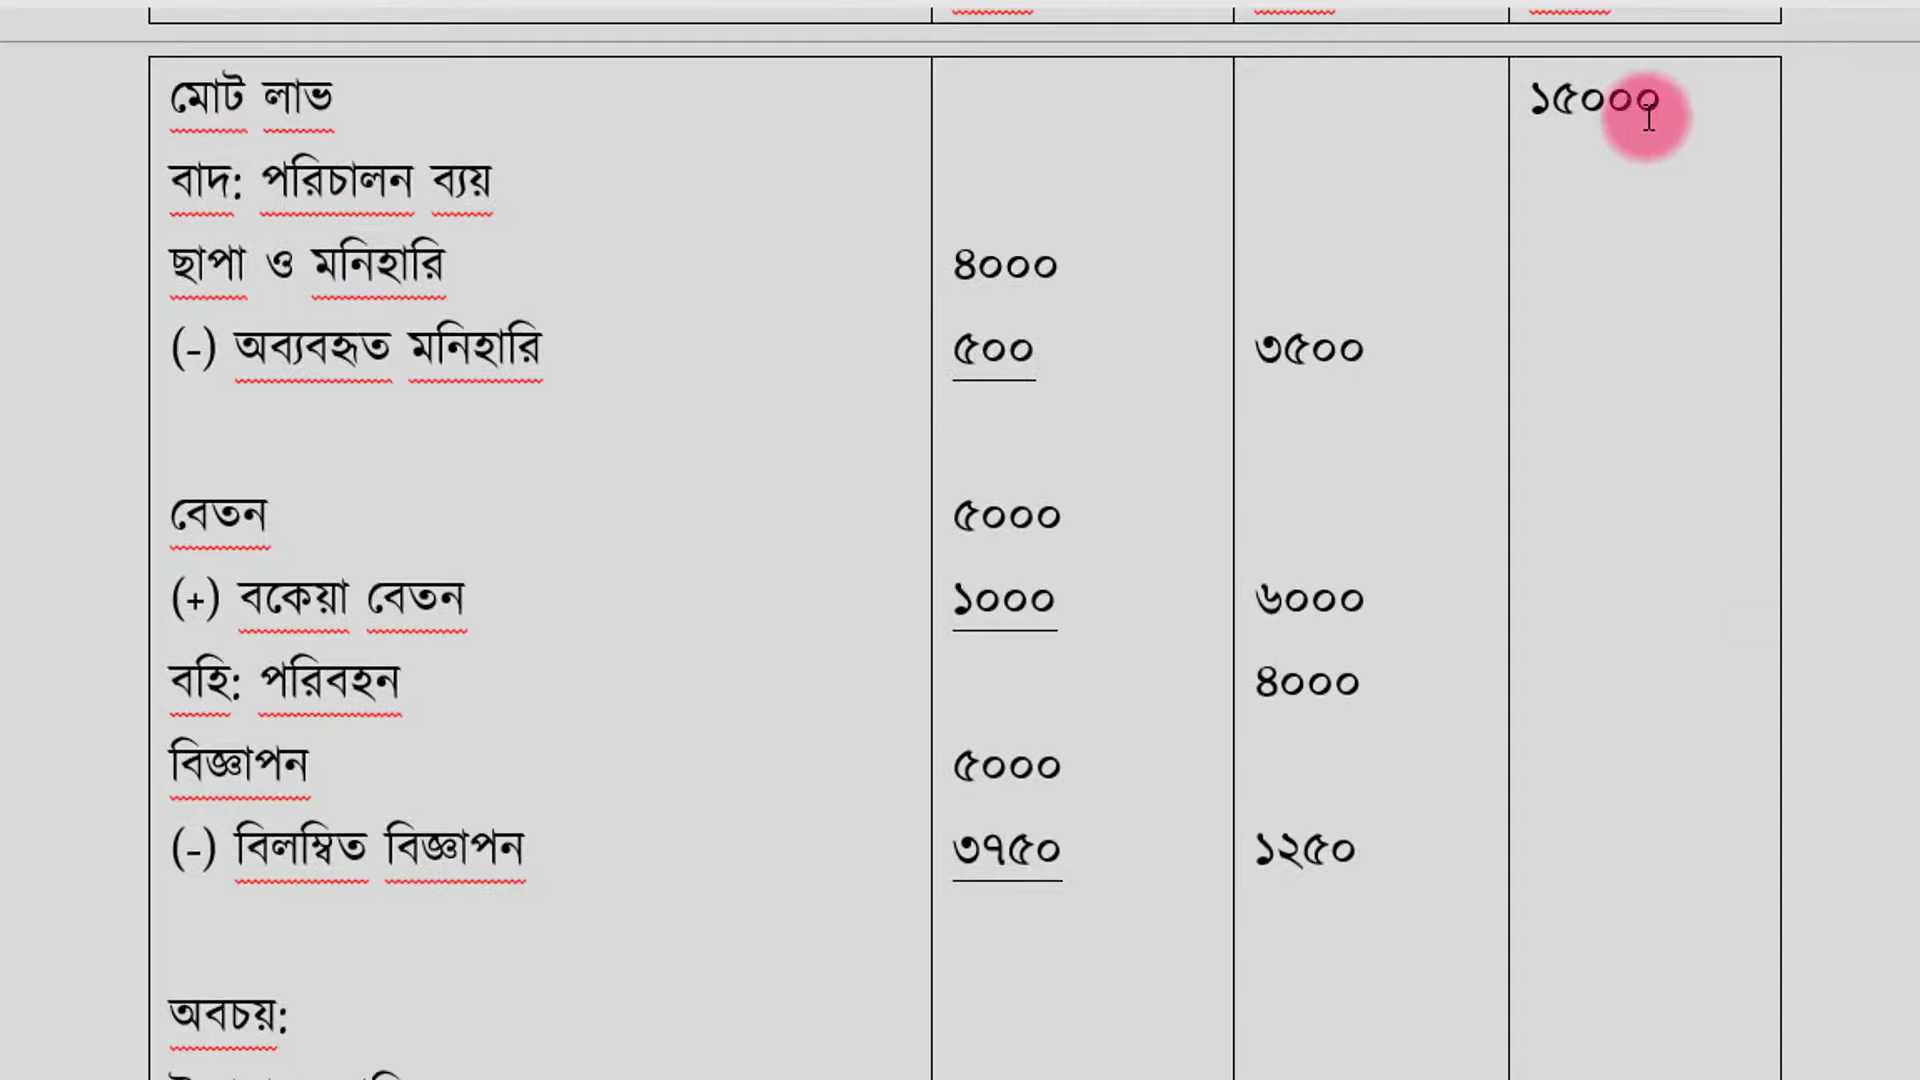 মোট লাভ ১৫০০০
বাদ: পরিচালন ব্যয়
ছাপা ও মনিহারি ৪০০০
(-) অব্যবহৃত মনিহারি ৫০০ ৩৫০০
বেতন ৫০০০
(+) বকেয়া বেতন ১০০০ ৬০০০
বহি: পরিবহন ৪০০০
বিজ্ঞাপন ৫০০০
(-) বিলম্বিত বিজ্ঞাপন ৩৭৫০ ১২৫০
অবচয়: